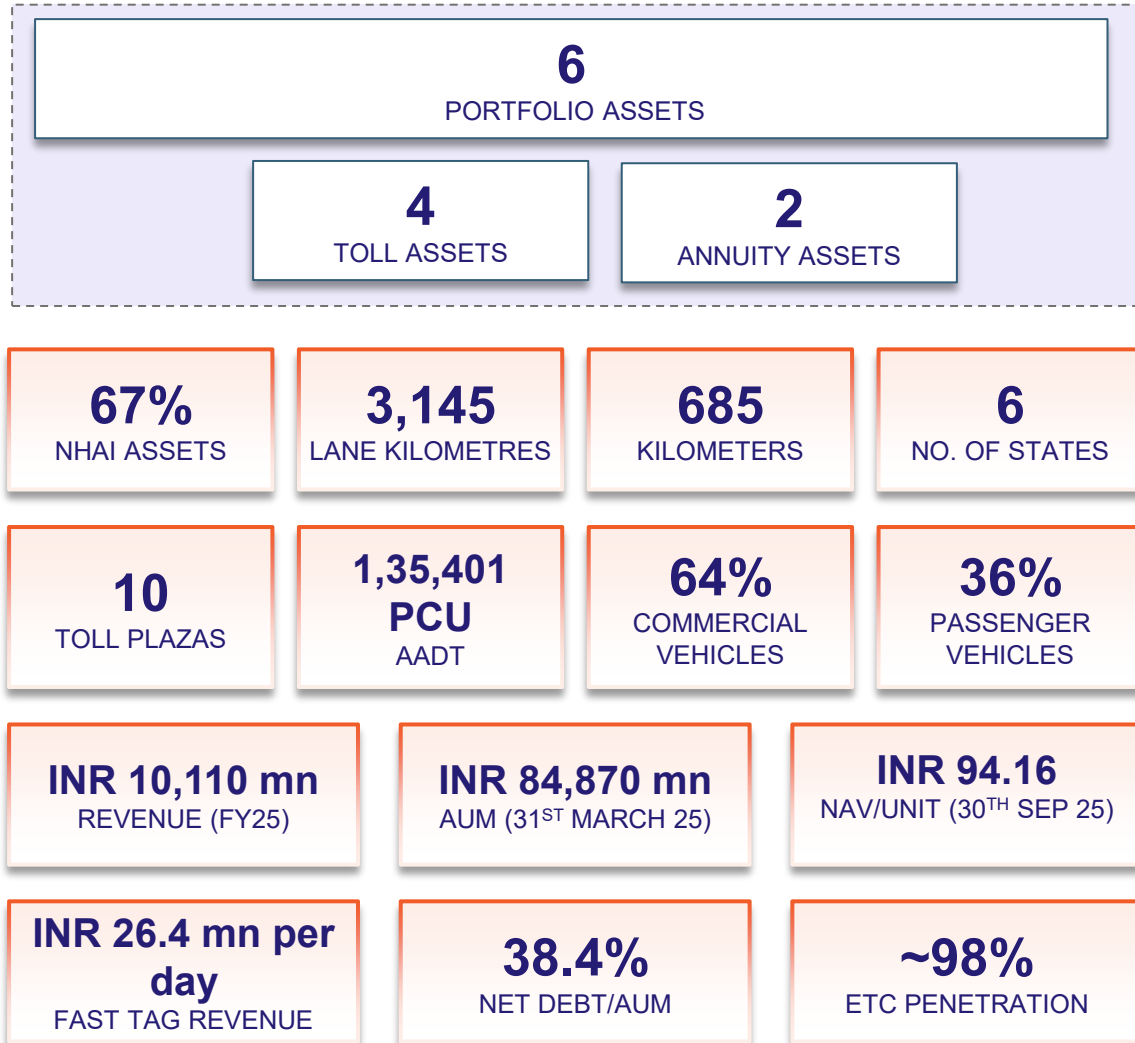 6
PORTFOLIO ASSETS
4
TOLL ASSETS
2
ANNUITY ASSETS
67%
NHAI ASSETS
3,145
LANE KILOMETRES
685
KILOMETERS
6
NO. OF STATES
10
TOLL PLAZAS
1,35,401
PCU
AADT
64%
COMMERCIAL
VEHICLES
36%
PASSENGER
VEHICLES
INR 10,110 mn
REVENUE (FY25)
INR 84,870 mn
AUM (31ST MARCH 25)
INR 94.16
NAV/UNIT (30TH SEP 25)
INR 26.4 mn per
day
FAST TAG REVENUE
38.4%
NET DEBT/AUM
~98%
ETC PENETRATION